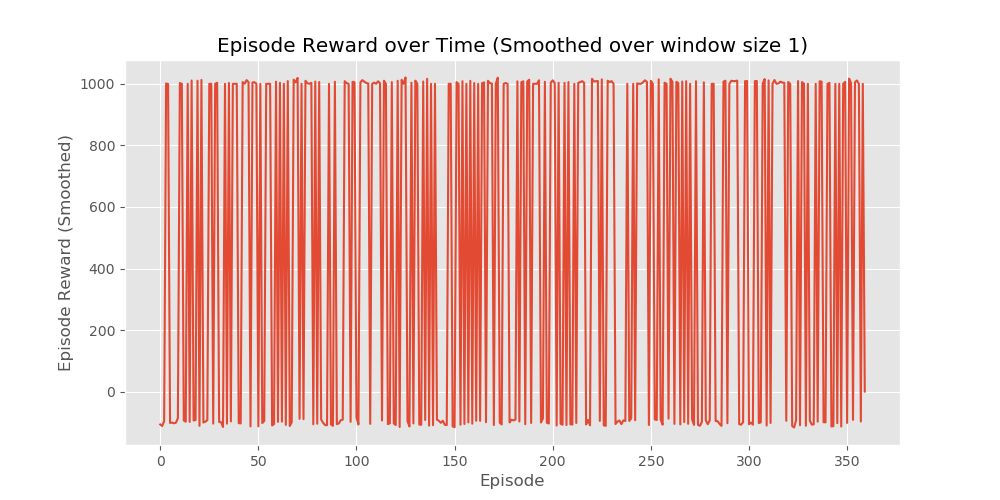 Episode Reward over Time (Smoothed over window size 1)
Episode Reward (Smoothed)
1000
800
600
400
200
0
0 50 100 150 200 250 300 350
Episode